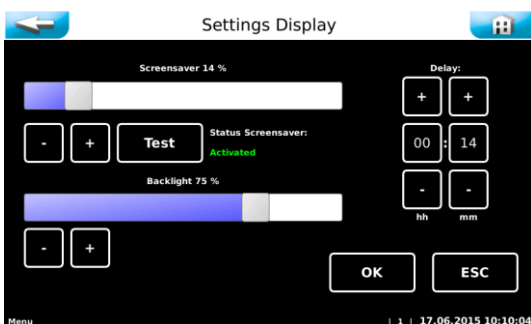 Settings Display
Screensaver 14 %
- + Test
Status Screensaver:
Activated
Backlight 75 %
- +
Delay:
+ +
00 : 14
- -
hh mm
OK ESC
Menu | 1 | 17.06.2015 10:10:04